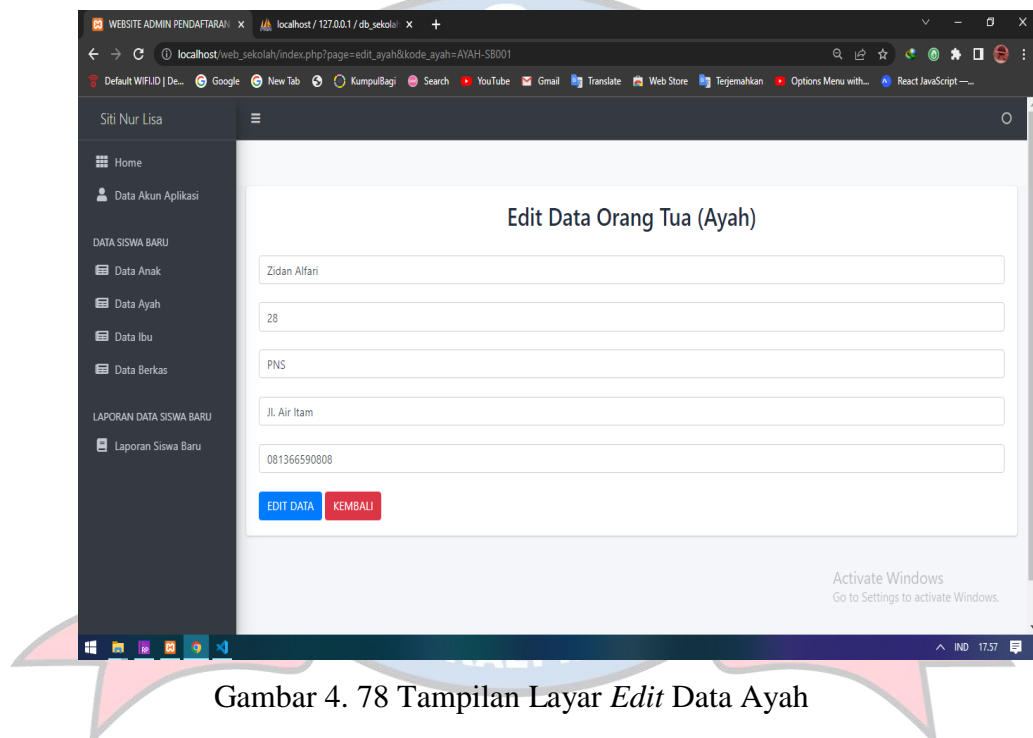 WEBSITE ADMIN PENDAFTARAN
localhost / 127.0.0.1 / db_sekolah
localhost/web_sekolah/index.php?page=edit_ayah&kode_ayah=AYAH-SB001
Default WIFI.ID | De...
Google
New Tab
KumpulBagi
Search
YouTube
Gmail
Translate
Web Store
Terjemahkan
Options Menu with...
React JavaScript —...
Siti Nur Lisa
Home
Data Akun Aplikasi
DATA SISWA BARU
Data Anak
Data Ayah
Data Ibu
Data Berkas
LAPORAN DATA SISWA BARU
Laporan Siswa Baru
Edit Data Orang Tua (Ayah)
Zidan Alfari
28
PNS
Jl. Air Itam
081366590808
EDIT DATA
KEMBALI
Activate Windows
Go to Settings to activate Windows.
RP
IND
17.57
Gambar 4. 78 Tampilan Layar Edit Data Ayah